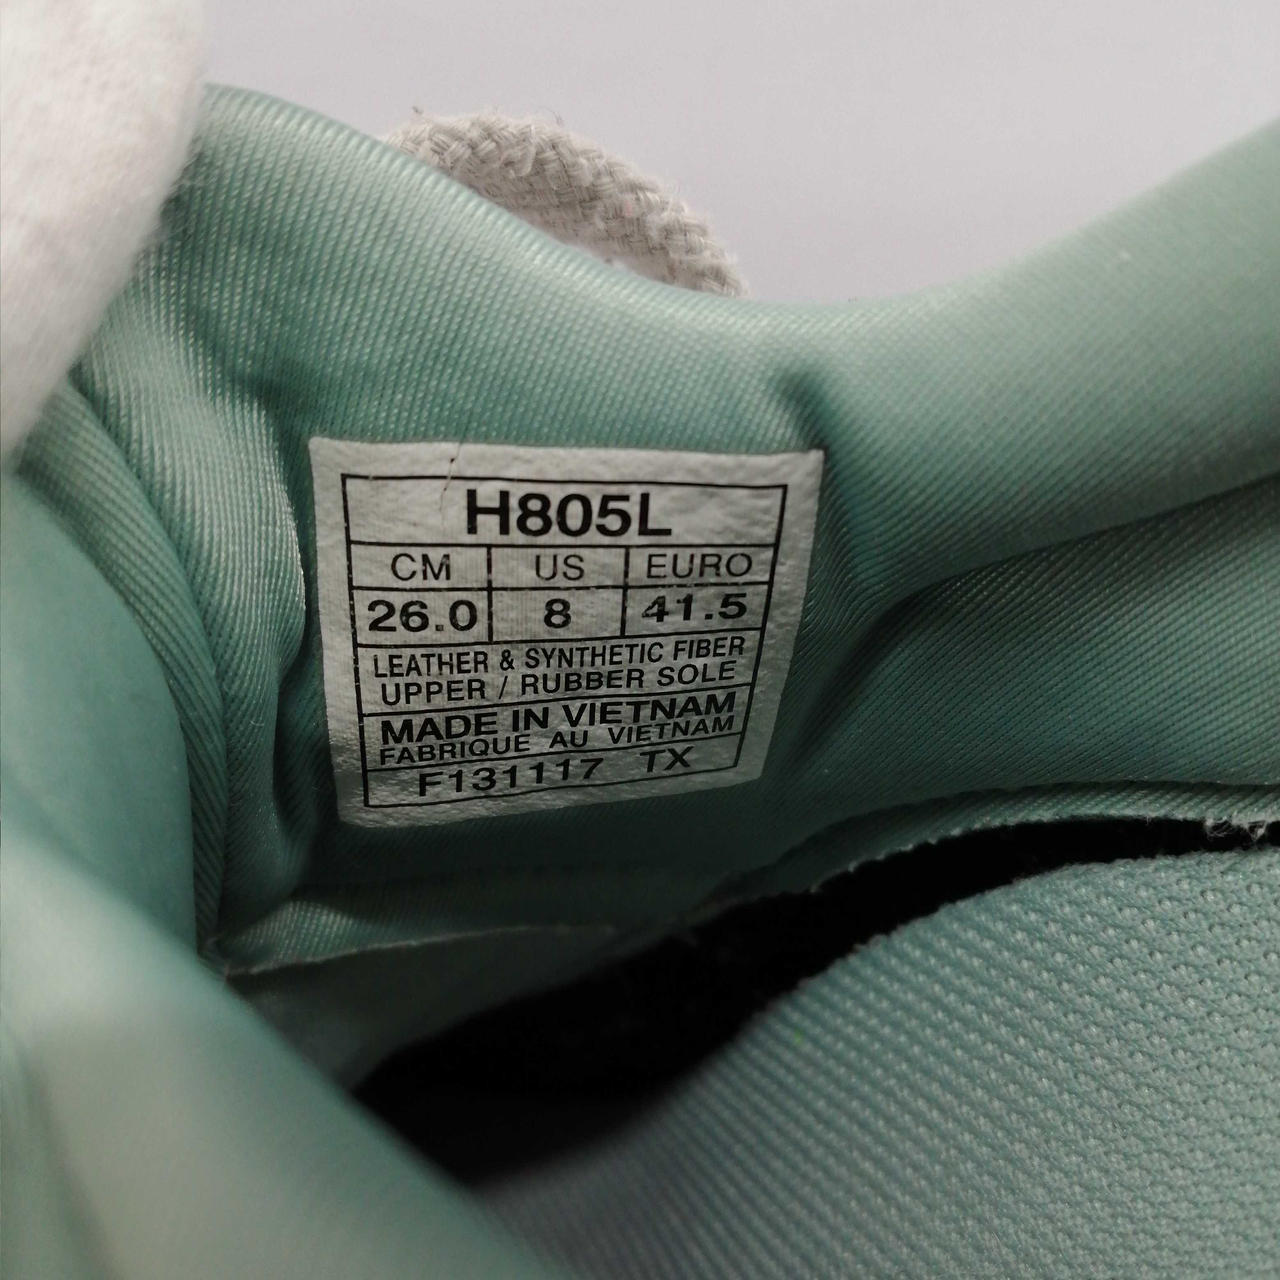 H805L
CM US EURO
26.0 8 41.5
LEATHER & SYNTHETIC FIBER
UPPER / RUBBER SOLE
MADE IN VIETNAM
FABRIQUE AU VIETNAM
F131117 TX